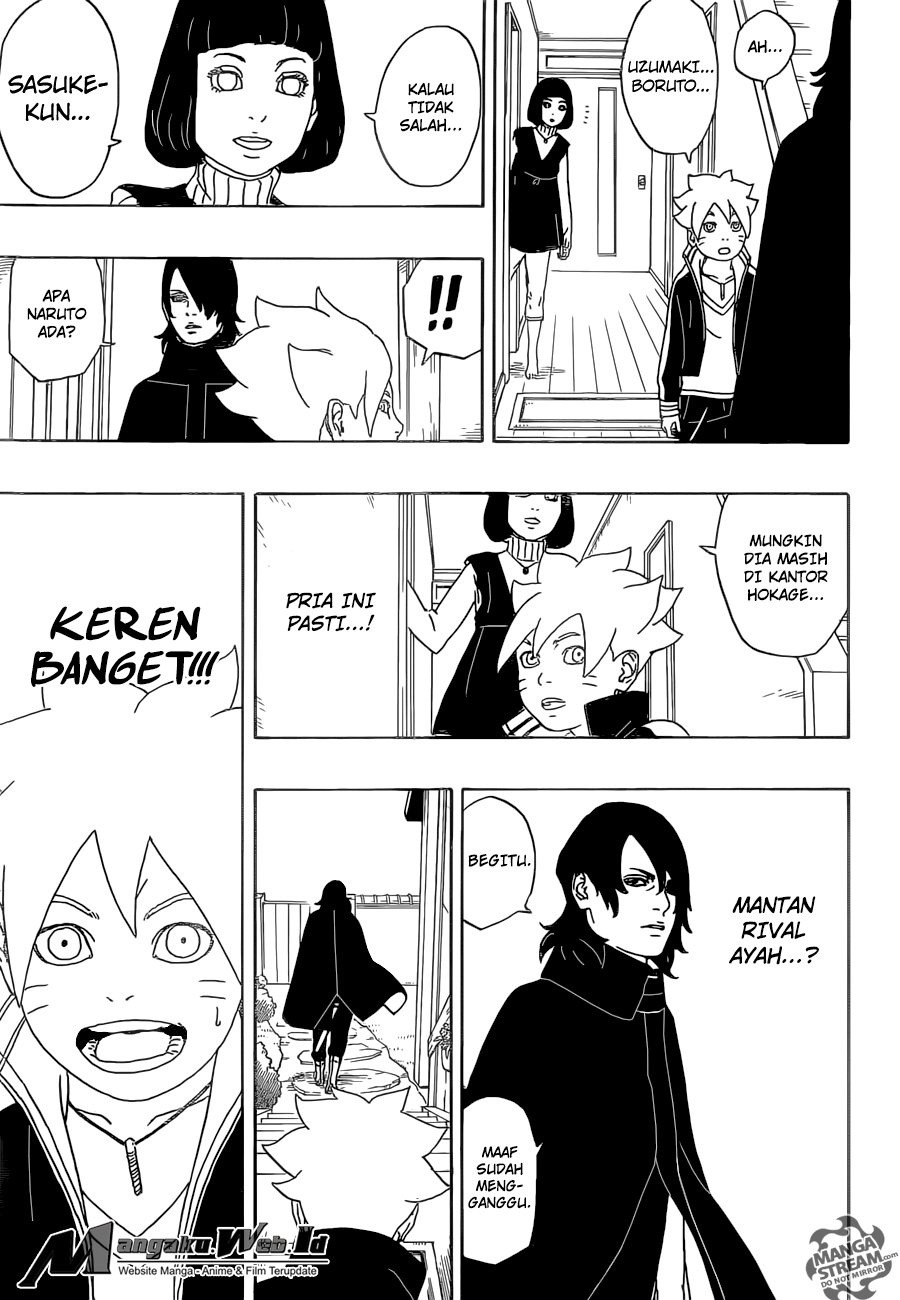 AH...
UZUMAKI...
BORUTO...
KALAU
TIDAK
SALAH...
SASUKE-
KUN...
!!
APA
NARUTO
ADA?
MUNGKIN
DIA MASIH
DI KANTOR
HOKAGE...
PRIA INI
PASTI...!
KEREN
BANGET!!!
MANTAN
RIVAL
AYAH...?
BEGITU.
MAAF
SUDAH
MENG-
GANGGU.
Mangaku.Web.Id
Website Manga - Anime & Film Terupdate
MANGA
STREAM.com
DO NOT MIRROR